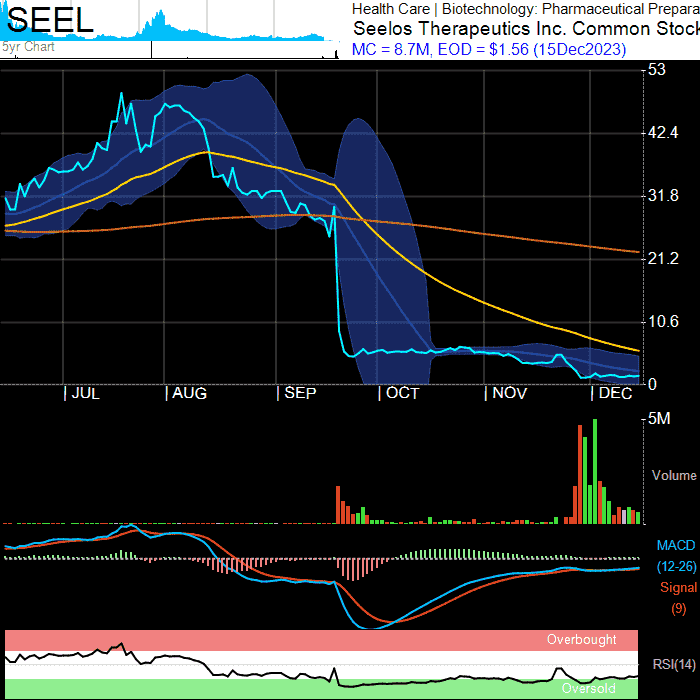 SEEL
5yr Chart
Health Care | Biotechnology: Pharmaceutical Prepara
Seelos Therapeutics Inc. Common Stock
MC = 8.7M, EOD = $1.56 (15Dec2023)
53
42.4
31.8
21.2
10.6
0
| JUL | AUG | SEP | OCT | NOV | DEC
5M
Volume
MACD
(12-26)
Signal
(9)
Overbought
RSI(14)
Oversold